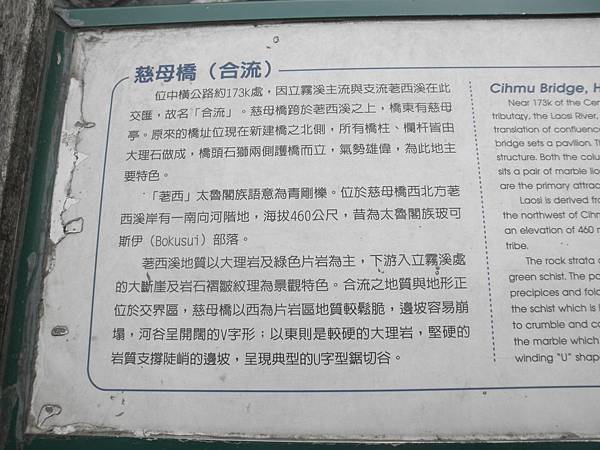 慈母橋（合流）
位中橫公路約173k處，因立霧溪主流與支流荖西溪在此
交匯，故名「合流」。慈母橋跨於荖西溪之上，橋東有慈母
亭。原來的橋址位現在新建橋之北側，所有橋柱、欄杆皆由
大理石做成，橋頭石獅兩側護橋而立，氣勢雄偉，為此地主
要特色。
「荖西」太魯閣族語意為青剛櫟。位於慈母橋西北方荖
西溪岸有一南向河階地，海拔460公尺，昔為太魯閣族玻可
斯伊（Bokusui）部落。
荖西溪地質以大理岩及綠色片岩為主，下游入立霧溪處
的大斷崖及岩石褶皺紋理為景觀特色。合流之地質與地形正
位於交界區，慈母橋以西為片岩區地質較鬆脆，邊坡容易崩
塌，河谷呈開闊的V字形；以東則是較硬的大理岩，堅硬的
岩質支撐陡峭的邊坡，呈現典型的U字型鋸切谷。
Cihmu Bridge, H
Near 173k of the Cen
tributary, the Laosi River,
translation of confluence
bridge sets a pavilion. Th
structure. Both the colu
sits a pair of marble lio
are the primary attract
Laosi is derived fr
the northwest of Cihm
an elevation of 460 m
tribe.
The rock strata o
green schist. The po
precipices and fold
the schist which is l
to crumble and co
the marble which
winding "U" shap